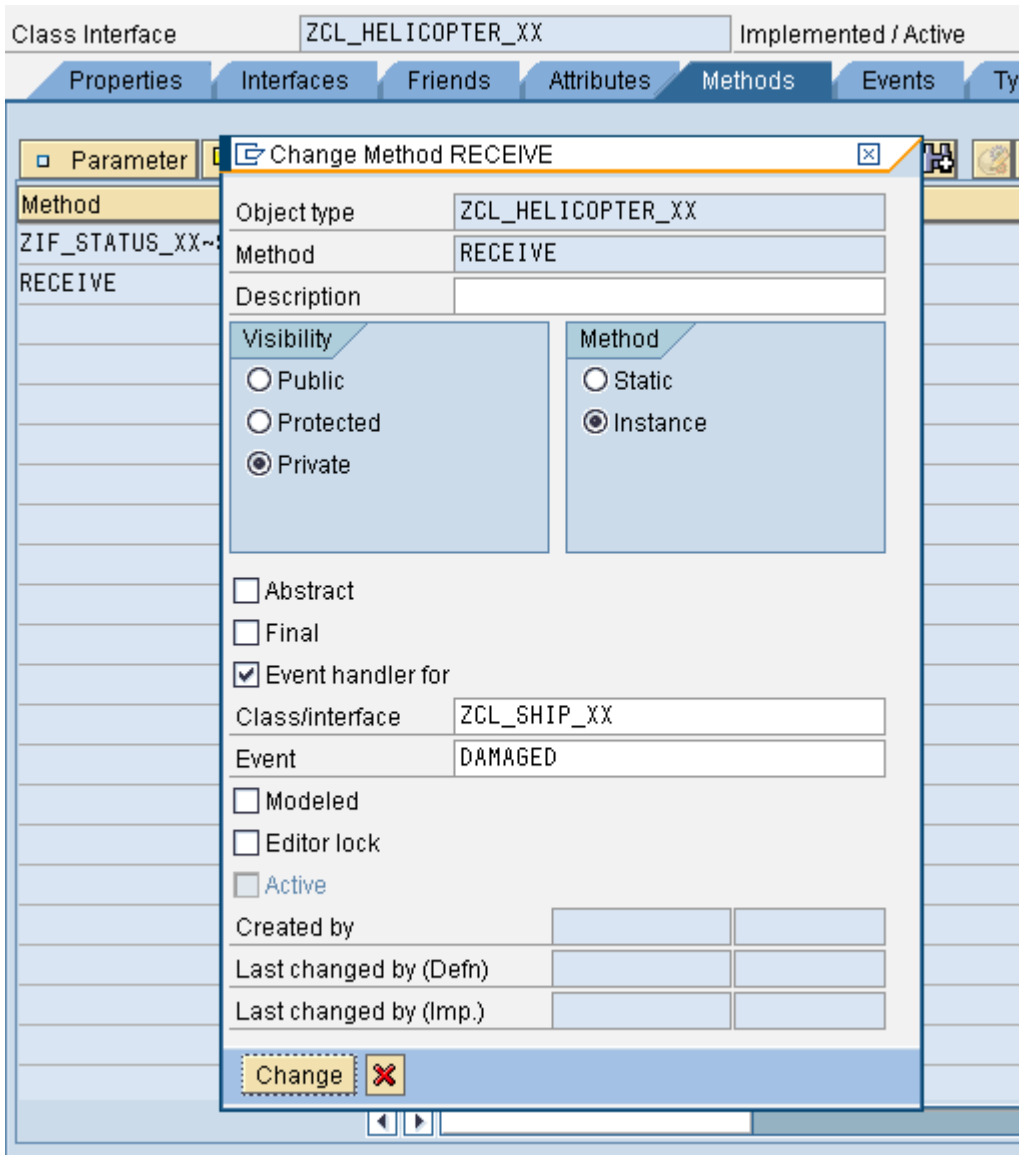 Class Interface ZCL_HELICOPTER_XX Implemented / Active
Properties Interfaces Friends Attributes Methods Events Ty
Parameter
Change Method RECEIVE
Method
ZIF_STATUS_XX~
RECEIVE
Object type ZCL_HELICOPTER_XX
Method RECEIVE
Description
Visibility Method
Public Static
Protected Instance
Private
Abstract
Final
Event handler for
Class/interface ZCL_SHIP_XX
Event DAMAGED
Modeled
Editor lock
Active
Created by
Last changed by (Defn)
Last changed by (Imp.)
Change